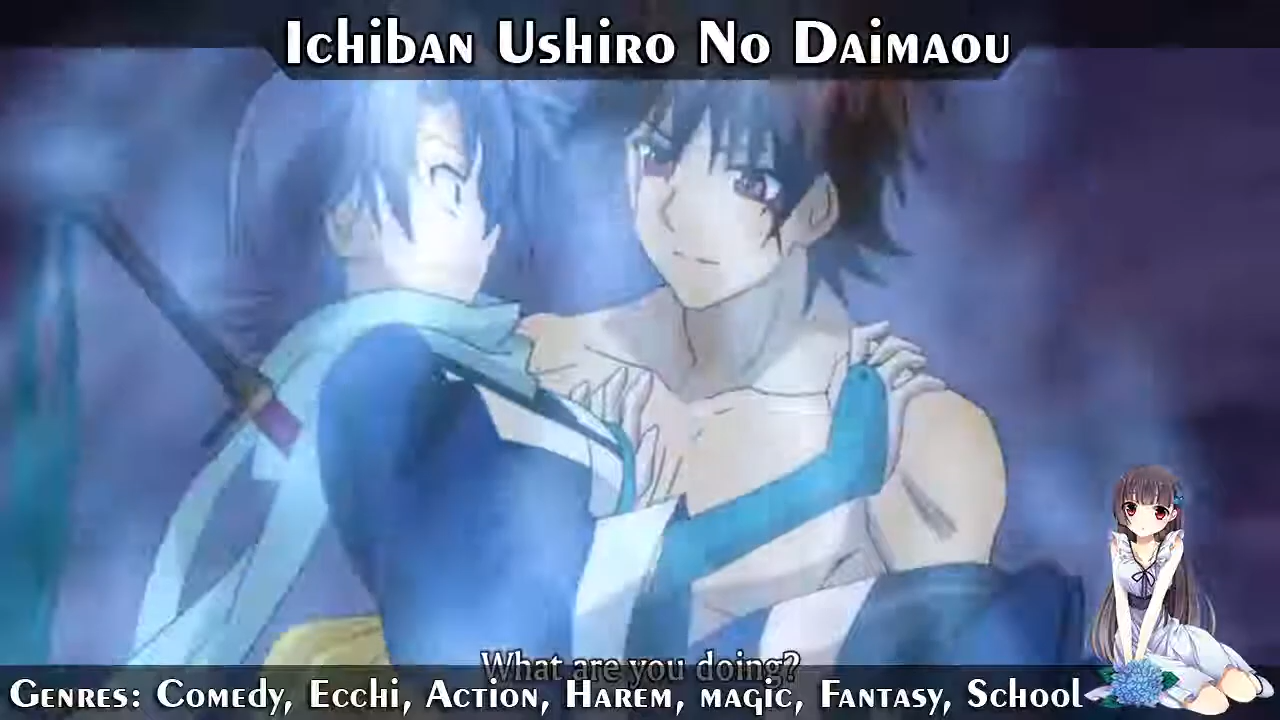 Ichiban Ushiro No Daimaou
What are you doing?
Genres: Comedy, Ecchi, Action, Harem, magic, Fantasy, School